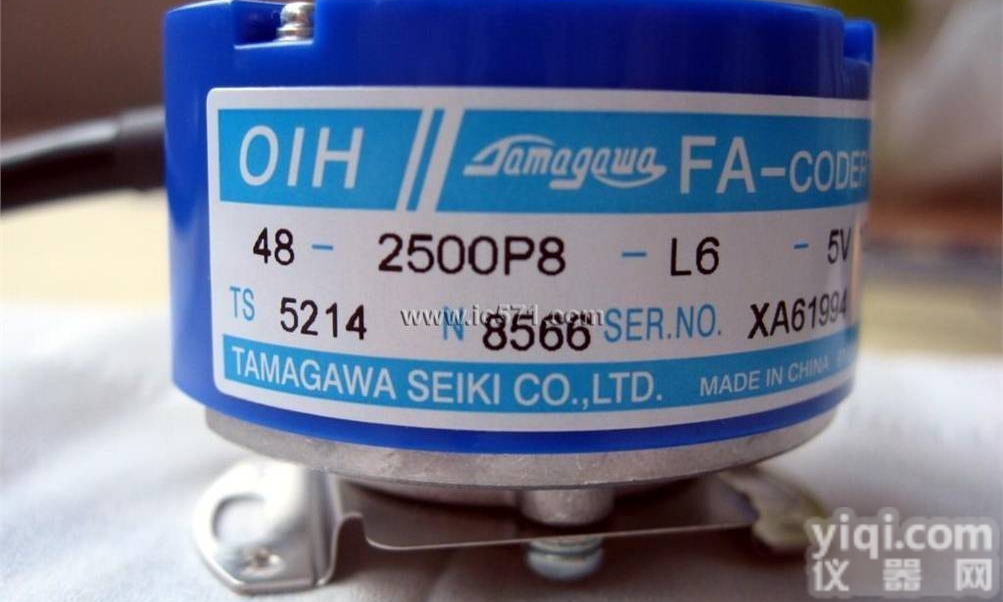 OIH Tamagawa FA-CODER
48 - 2500P8 - L6 - 5V
TS 5214 N 8566 SER.NO. XA61994
www.ic571.com
TAMAGAWA SEIKI CO.,LTD. MADE IN CHINA
yiqi.com
仪器网